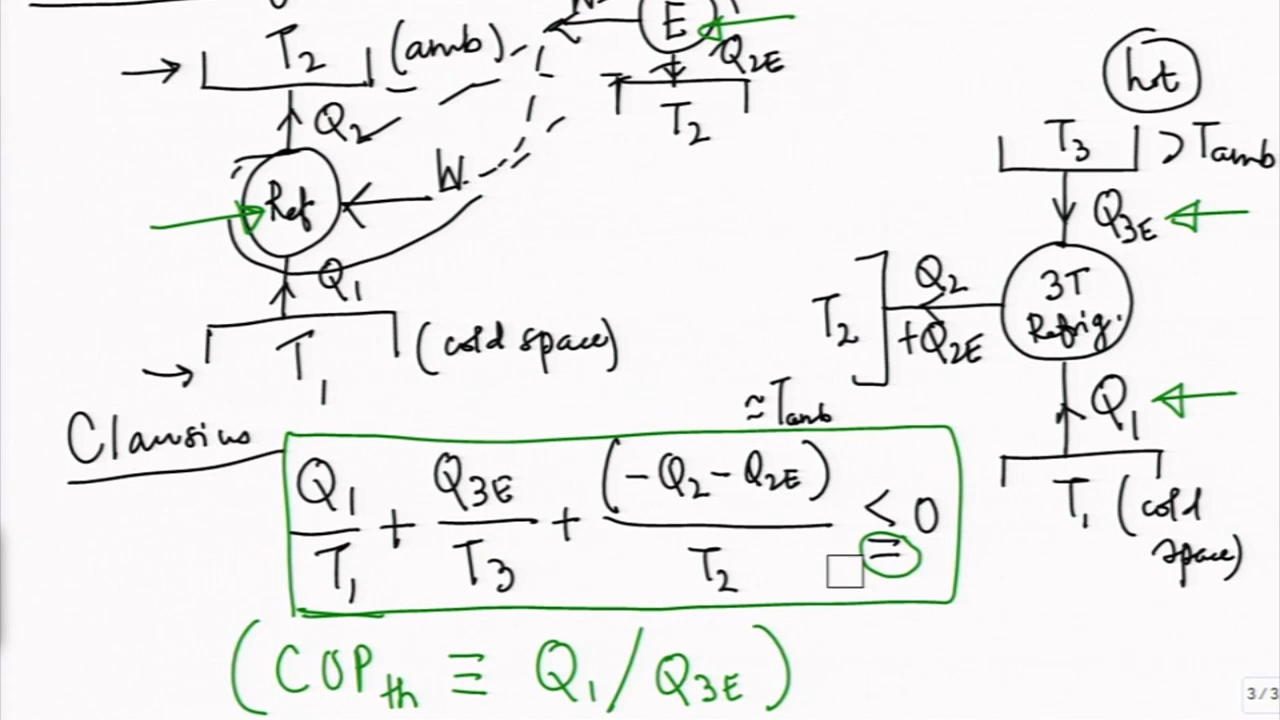 T₂ (amb)
E
Q₂E
T₂
Q₂
W
Ref
Q₁
T₁ (cold space)
hot
T₃ > Tamb
Q₃E
3T
Refrig.
T₂
Q₂
+Q₂E
≃Tamb
Q₁
T₁ (cold
space)
Clausius
Q₁/T₁ + Q₃E/T₃ + (-Q₂-Q₂E)/T₂ ≤ 0
(COPth ≡ Q₁/Q₃E)
3/3